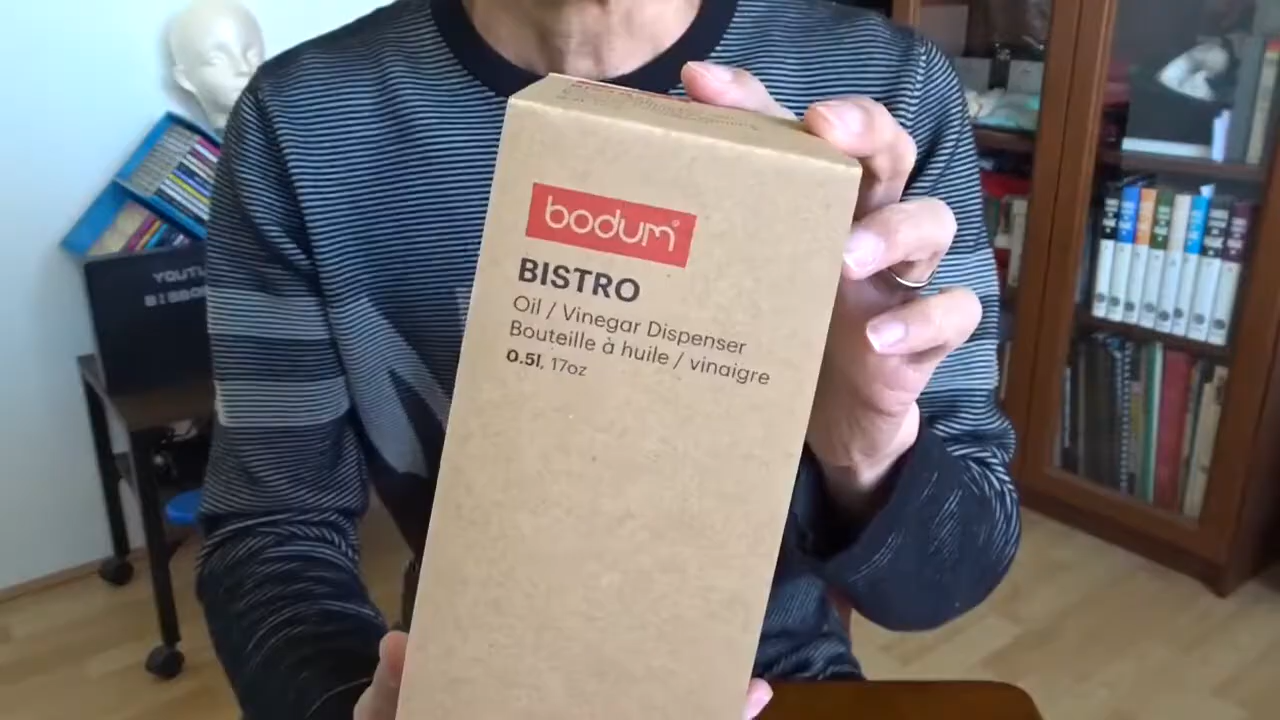 bodum
BISTRO
Oil / Vinegar Dispenser
Bouteille à huile / vinaigre
0.5l, 17oz